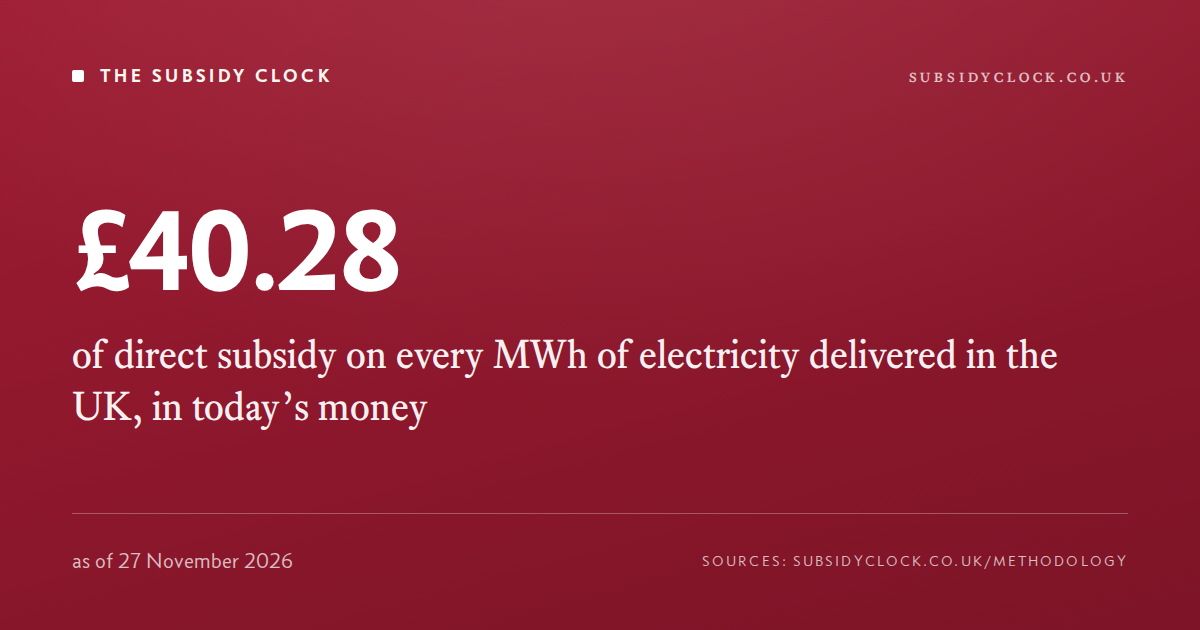 THE SUBSIDY CLOCK
SUBSIDYCLOCK.CO.UK
£40.28
of direct subsidy on every MWh of electricity delivered in the
UK, in today’s money
as of 27 November 2026
SOURCES: SUBSIDYCLOCK.CO.UK/METHODOLOGY